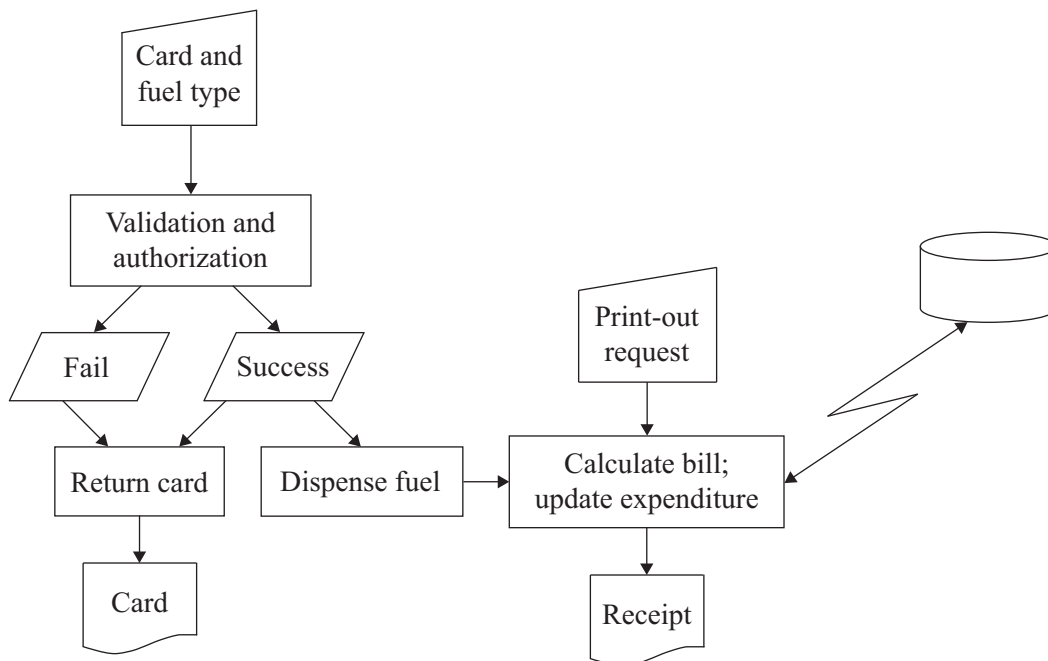 Card and
fuel type
Validation and
authorization
Fail
Success
Print-out
request
Return card
Dispense fuel
Calculate bill;
update expenditure
Card
Receipt